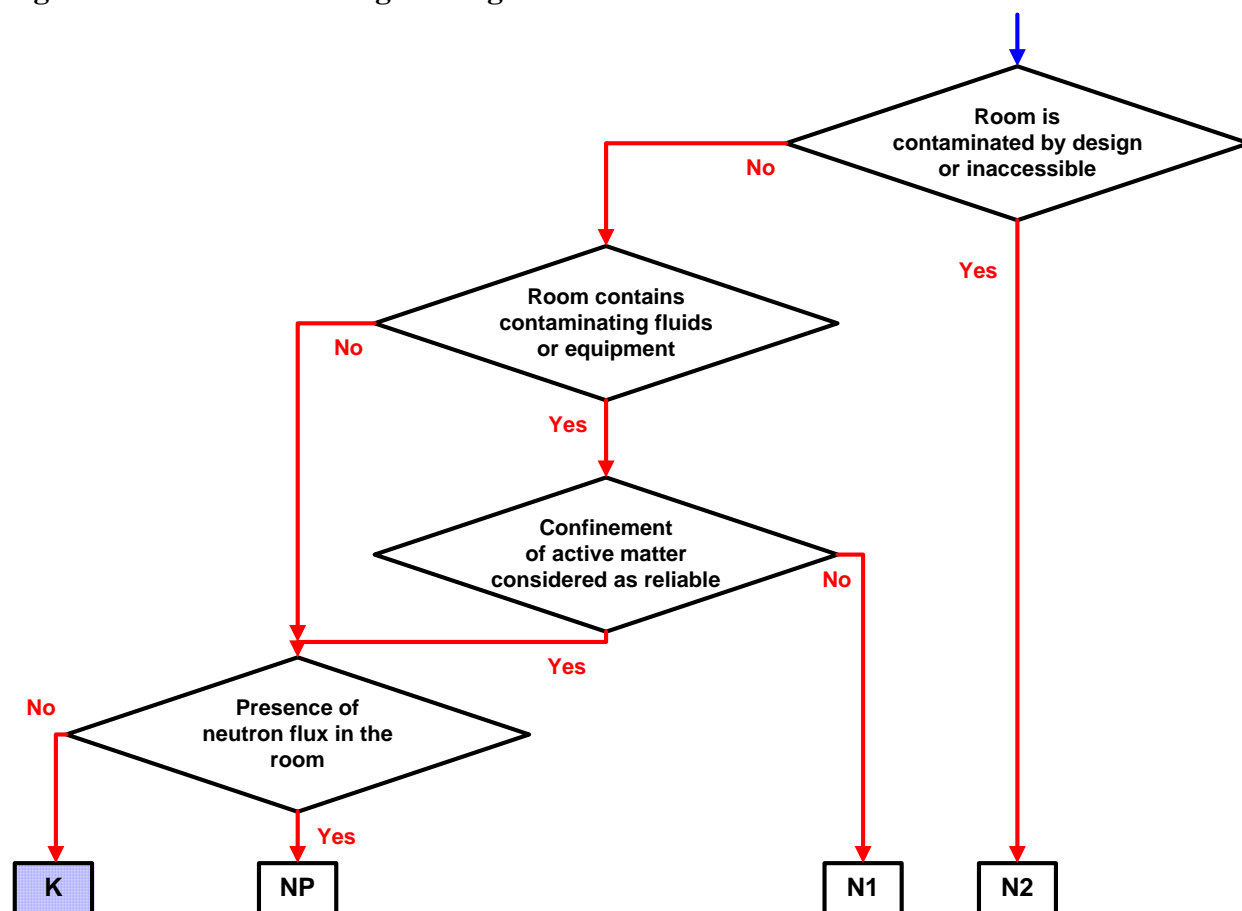 Room is
contaminated by design
or inaccessible
No
Yes
Room contains
contaminating fluids
or equipment
No
Yes
Confinement
of active matter
considered as reliable
No
Yes
Presence of
neutron flux in the
room
No
Yes
K
NP
N1
N2